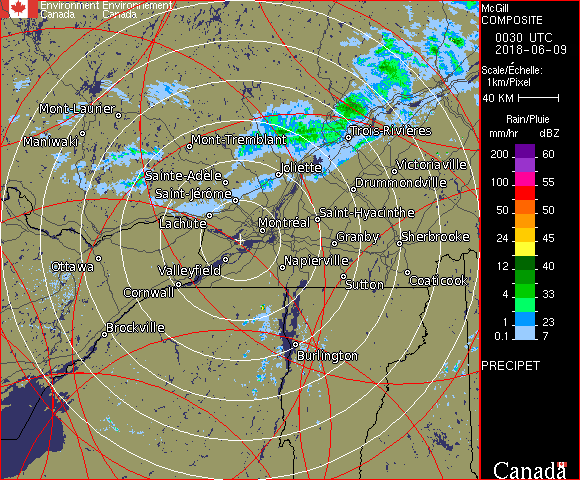 Environment Environnement
Canada Canada
McGill
COMPOSITE
0030 UTC
2018-06-09
Scale/Échelle:
1km/Pixel
40 KM
Rain/Pluie
mm/hr dBZ
200 60
100 55
50 50
24 45
12 40
4 33
1 23
0.1 7
PRECIPET
Canada
Mont-Laurier
Maniwaki
Mont-Tremblant
Trois-Rivières
Sainte-Adèle
Joliette
Victoriaville
Saint-Jérôme
Drummondville
Lachute
Montréal
Saint-Hyacinthe
Granby
Sherbrooke
Ottawa
Valleyfield
Napierville
Cornwall
Sutton
Coaticook
Brockville
Burlington